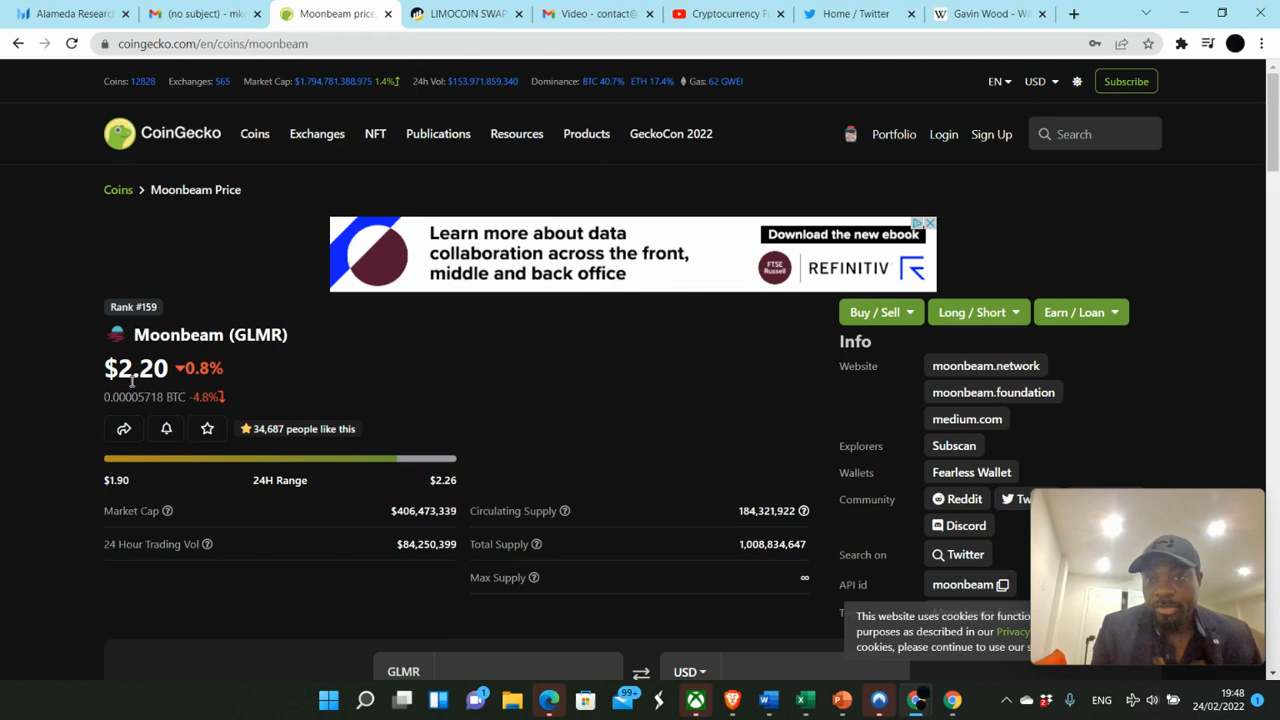 Alameda Research
(no subject) - mk
Moonbeam price
LIMOCOIN SWAP
Video - contact@
Cryptocurrency F
Home / Twitter
Gavin Wood - Wi
coingecko.com/en/coins/moonbeam
Coins: 12828 Exchanges: 565 Market Cap: $1,794,781,388,975 1.4% 24h Vol: $153,971,859,340 Dominance: BTC 40.7% ETH 17.4% Gas: 62 GWEI EN USD Subscribe
CoinGecko Coins Exchanges NFT Publications Resources Products GeckoCon 2022 Portfolio Login Sign Up Search
Coins > Moonbeam Price
Learn more about data
collaboration across the front,
middle and back office
Download the new ebook
FTSE
Russell
REFINITIV
Rank #159
Moonbeam (GLMR)
$2.20 0.8%
0.00005718 BTC -4.8%
34,687 people like this
$1.90 24H Range $2.26
Market Cap $406,473,339
24 Hour Trading Vol $84,250,399
Circulating Supply 184,321,922
Total Supply 1,008,834,647
Max Supply ∞
Buy / Sell Long / Short Earn / Loan
Info
Website moonbeam.network
moonbeam.foundation
medium.com
Explorers Subscan
Wallets Fearless Wallet
Community Reddit Tw
Discord
Search on Twitter
API id moonbeam
This website uses cookies for functio
purposes as described in our Privacy
cookies, please continue to use our s
GLMR USD
1
99+
ENG
19:48
24/02/2022
1